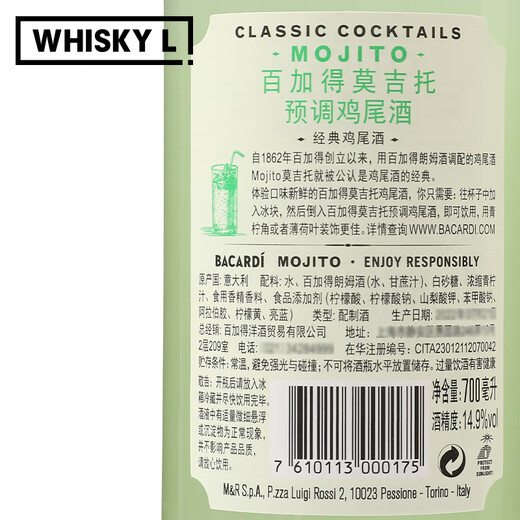 WHISKY L
CLASSIC COCKTAILS
MOJITO
百加得莫吉托
预调鸡尾酒
· 经典鸡尾酒 ·
自1862年百加得创立以来，用百加得朗姆酒调配的鸡尾酒
Mojito莫吉托就被公认是鸡尾酒的经典。
体验口味新鲜的百加得莫吉托鸡尾酒，你只需要：往杯子中加
入冰块，然后倒入百加得莫吉托预调鸡尾酒，即可饮用，用青
柠角或者薄荷叶装饰更佳。详情查询 WWW.BACARDI.COM
BACARDÍ MOJITO · ENJOY RESPONSIBLY
原产国：意大利 配料：水、百加得朗姆酒（水、甘蔗汁）、白砂糖、浓缩青柠
汁、食用香精香料、食品添加剂（柠檬酸、柠檬酸钠、山梨酸钾、苯甲酸钠、
阿拉伯胶、柠檬黄、亮蓝） 类型：配制酒 生产日期：
总经销：百加得洋酒贸易有限公司 地址：
2层209室 电话： 在华注册编号：CITA23012112070042
贮存条件：常温，避免强光与碰撞；不可将酒瓶水平放置储存。过量饮酒有害健康
敬告：开瓶后请放入冰
箱冷藏并尽快饮用完毕。
酒液中有适量微细悬浮
或沉淀物为正常现象，
并不影响产品品质，
请放心饮用。
净含量：700毫升
酒精度：14.9%vol
PROTECT FROM SUNLIGHT
7 610113 000175
M&R S.p.A., P.zza Luigi Rossi 2, 10023 Pessione - Torino - Italy